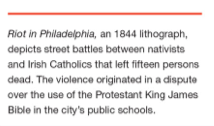 Riot in Philadelphia, an 1844 lithograph,
depicts street battles between nativists
and Irish Catholics that left fifteen persons
dead. The violence originated in a dispute
over the use of the Protestant King James
Bible in the city's public schools.